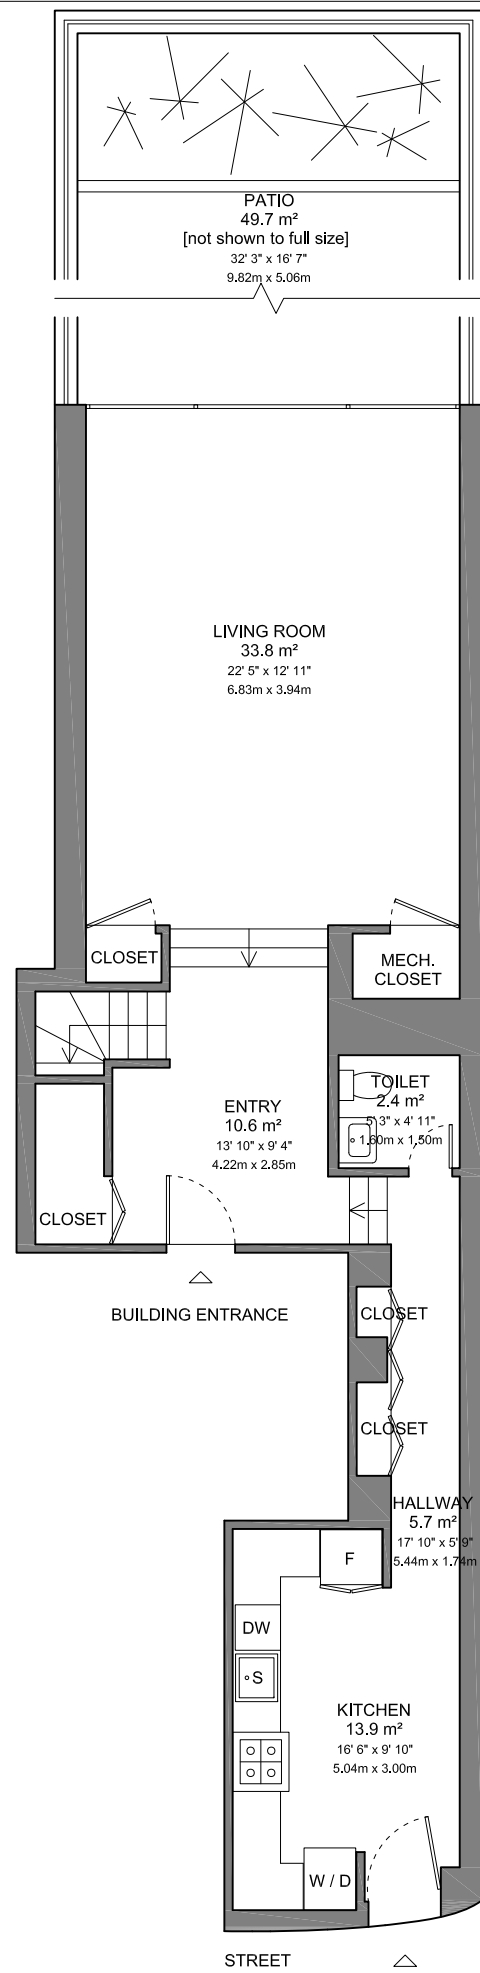 PATIO
49.7 m²
[not shown to full size]
32' 3" x 16' 7"
9.82m x 5.06m
LIVING ROOM
33.8 m²
22' 5" x 12' 11"
6.83m x 3.94m
CLOSET
MECH.
CLOSET
TOILET
2.4 m²
5' 3" x 4' 11"
1.60m x 1.50m
ENTRY
10.6 m²
13' 10" x 9' 4"
4.22m x 2.85m
CLOSET
BUILDING ENTRANCE
CLOSET
CLOSET
HALLWAY
5.7 m²
17' 10" x 5' 9"
5.44m x 1.74m
F
DW
S
KITCHEN
13.9 m²
16' 6" x 9' 10"
5.04m x 3.00m
W / D
STREET